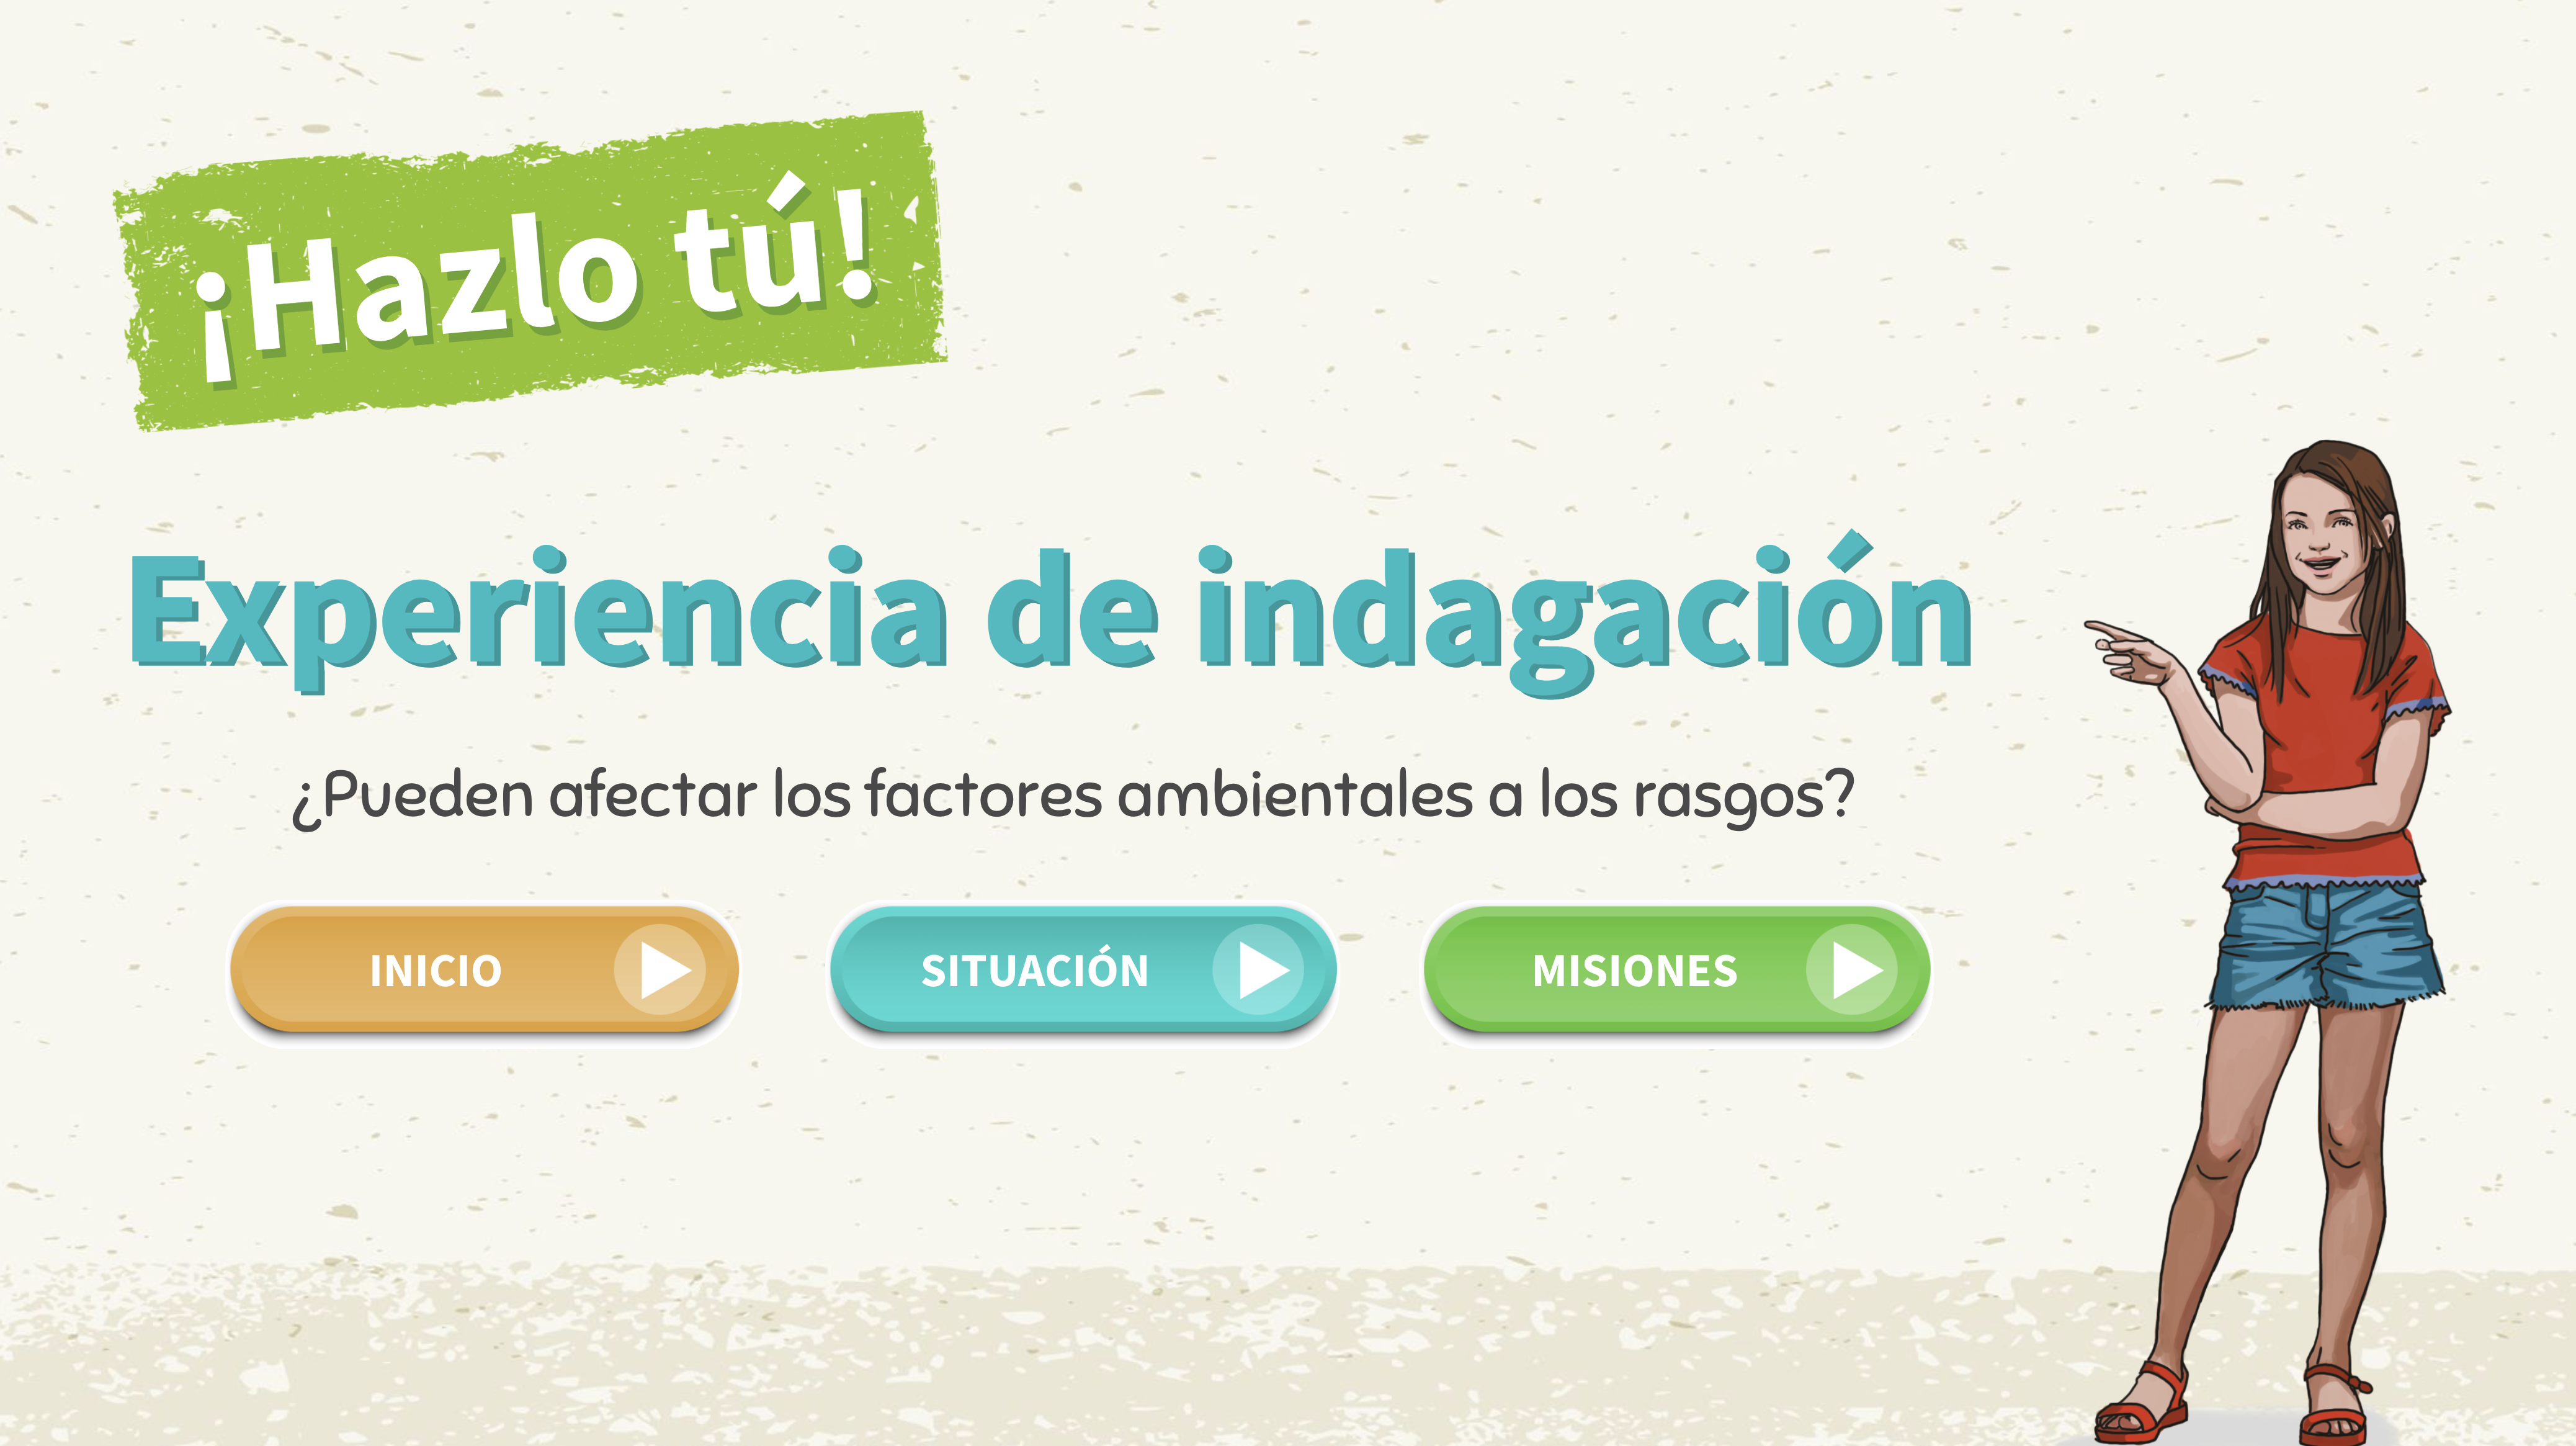 ¡Hazlo tú!
Experiencia de indagación
¿Pueden afectar los factores ambientales a los rasgos?
INICIO
SITUACIÓN
MISIONES